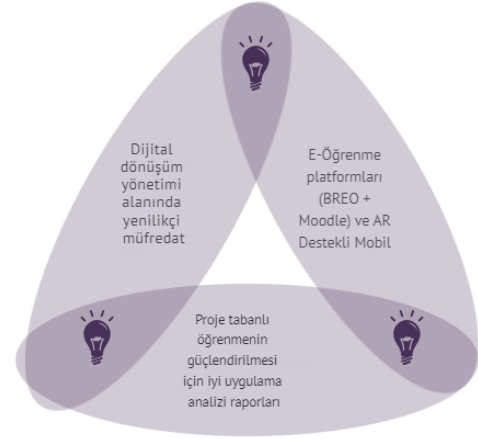 Dijital
dönüşüm
yönetimi
alanında
yenilikçi
müfredat
E-Öğrenme
platformları
(BREO +
Moodle) ve AR
Destekli Mobil
Proje tabanlı
öğrenmenin
güçlendirilmesi
için iyi uygulama
analizi raporları